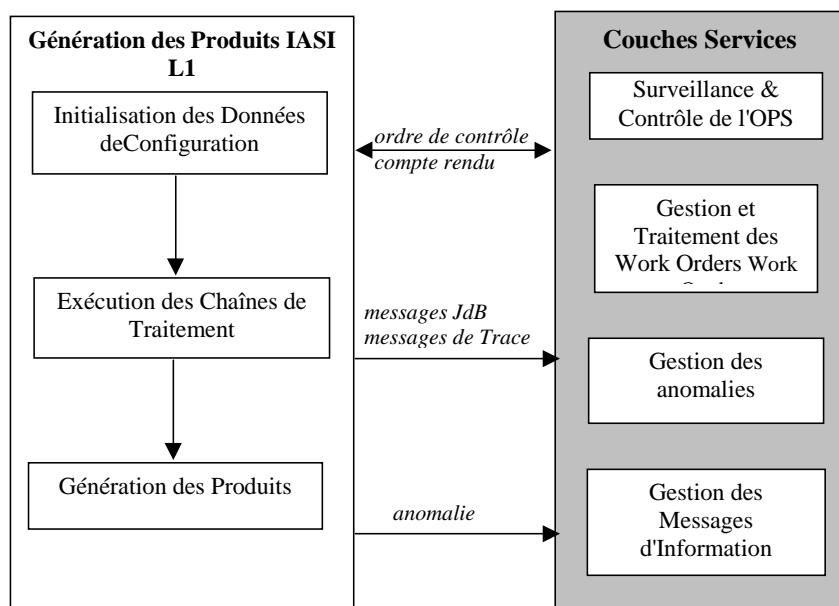 Génération des Produits IASI
L1
Initialisation des Données
deConfiguration
Exécution des Chaînes de
Traitement
Génération des Produits
ordre de contrôle
compte rendu
messages JdB
messages de Trace
anomalie
Couches Services
Surveillance &
Contrôle de l'OPS
Gestion et
Traitement des
Work Orders Work
Gestion des
anomalies
Gestion des
Messages
d'Information